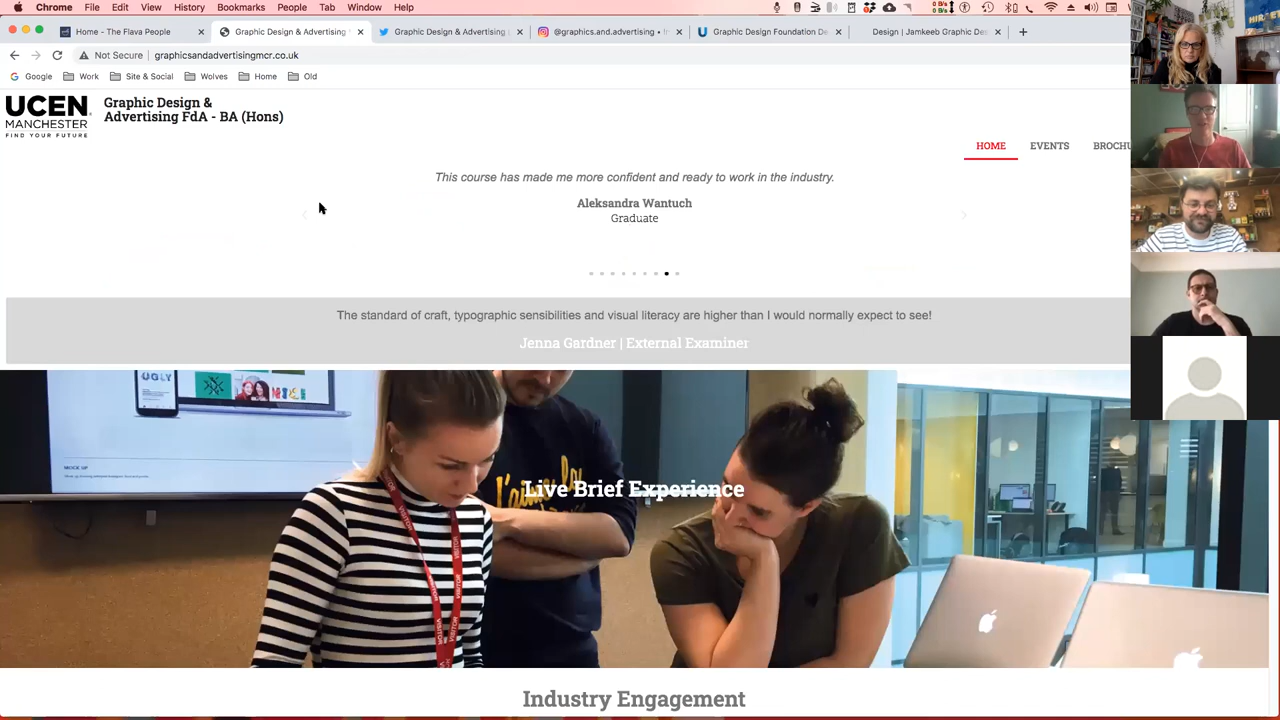 Chrome File Edit View History Bookmarks People Tab Window Help
Home - The Flava People
Graphic Design & Advertising
Graphic Design & Advertising
@graphics.and.advertising •
Graphic Design Foundation De
Design | Jamkeeb Graphic De
Not Secure graphicsandadvertisingmcr.co.uk
Google Work Site & Social Wolves Home Old
UCEN
MANCHESTER
FIND YOUR FUTURE
Graphic Design &
Advertising FdA - BA (Hons)
HOME EVENTS BROCHU
This course has made me more confident and ready to work in the industry.
Aleksandra Wantuch
Graduate
The standard of craft, typographic sensibilities and visual literacy are higher than I would normally expect to see!
Jenna Gardner | External Examiner
UGLY
MOCK UP
Live Brief Experience
VISITOR
VISITOR
Industry Engagement